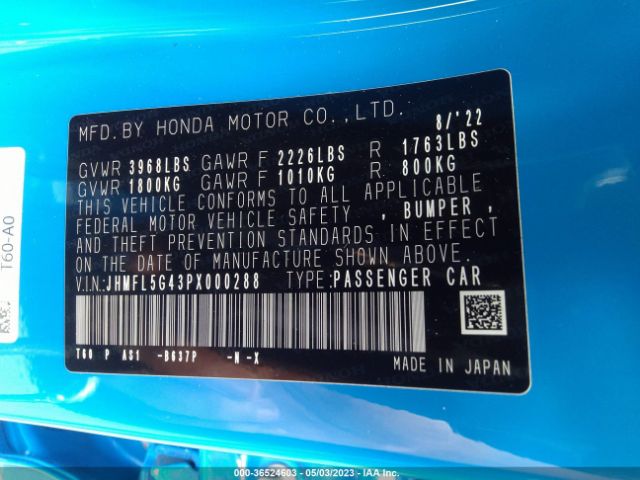 MFD.BY HONDA MOTOR CO.,LTD. 8/'22
GVWR 3968LBS GAWR F 2226LBS R 1763LBS
GVWR 1800KG GAWR F 1010KG R 800KG
THIS VEHICLE CONFORMS TO ALL APPLICABLE
FEDERAL MOTOR VEHICLE SAFETY , BUMPER ,
AND THEFT PREVENTION STANDARDS IN EFFECT
ON THE DATE OF MANUFACTURE SHOWN ABOVE.
V.IN:JHMFL5G43PX000288 TYPE:PASSENGER CAR
T60 P AS1 -B637P -N -X
MADE IN JAPAN
T60-A0
000-36524603 - 05/03/2023 - IAA Inc.